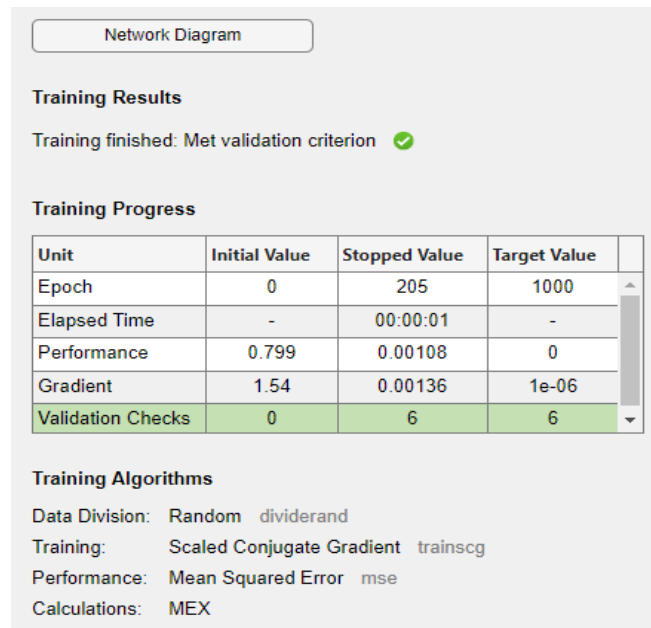 Network Diagram
Training Results
Training finished: Met validation criterion
Training Progress
Unit Initial Value Stopped Value Target Value
Epoch 0 205 1000
Elapsed Time - 00:00:01 -
Performance 0.799 0.00108 0
Gradient 1.54 0.00136 1e-06
Validation Checks 0 6 6
Training Algorithms
Data Division: Random dividerand
Training: Scaled Conjugate Gradient trainscg
Performance: Mean Squared Error mse
Calculations: MEX